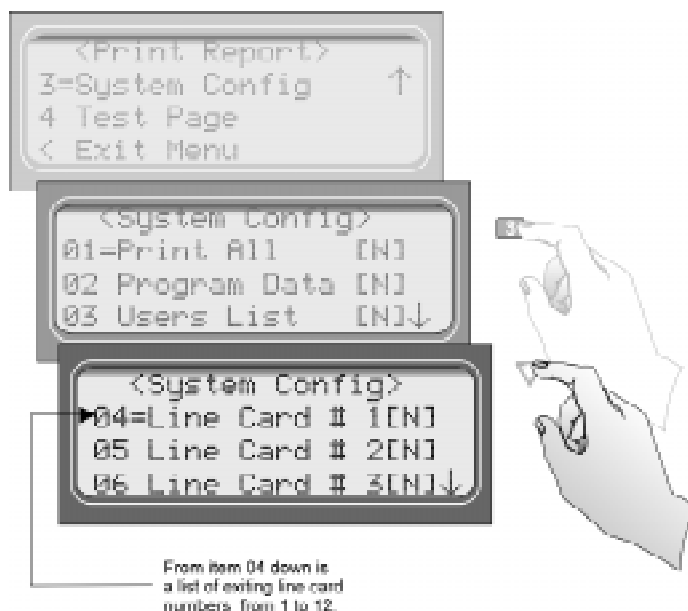 <Print Report>
3=System Config ↑
4 Test Page
< Exit Menu
<System Config>
01=Print All [N]
02 Program Data [N]
03 Users List [N]↓
<System Config>
04=Line Card # 1[N]
05 Line Card # 2[N]
06 Line Card # 3[N]↓
From item 04 down is
a list of exiting line card
numbers from 1 to 12.